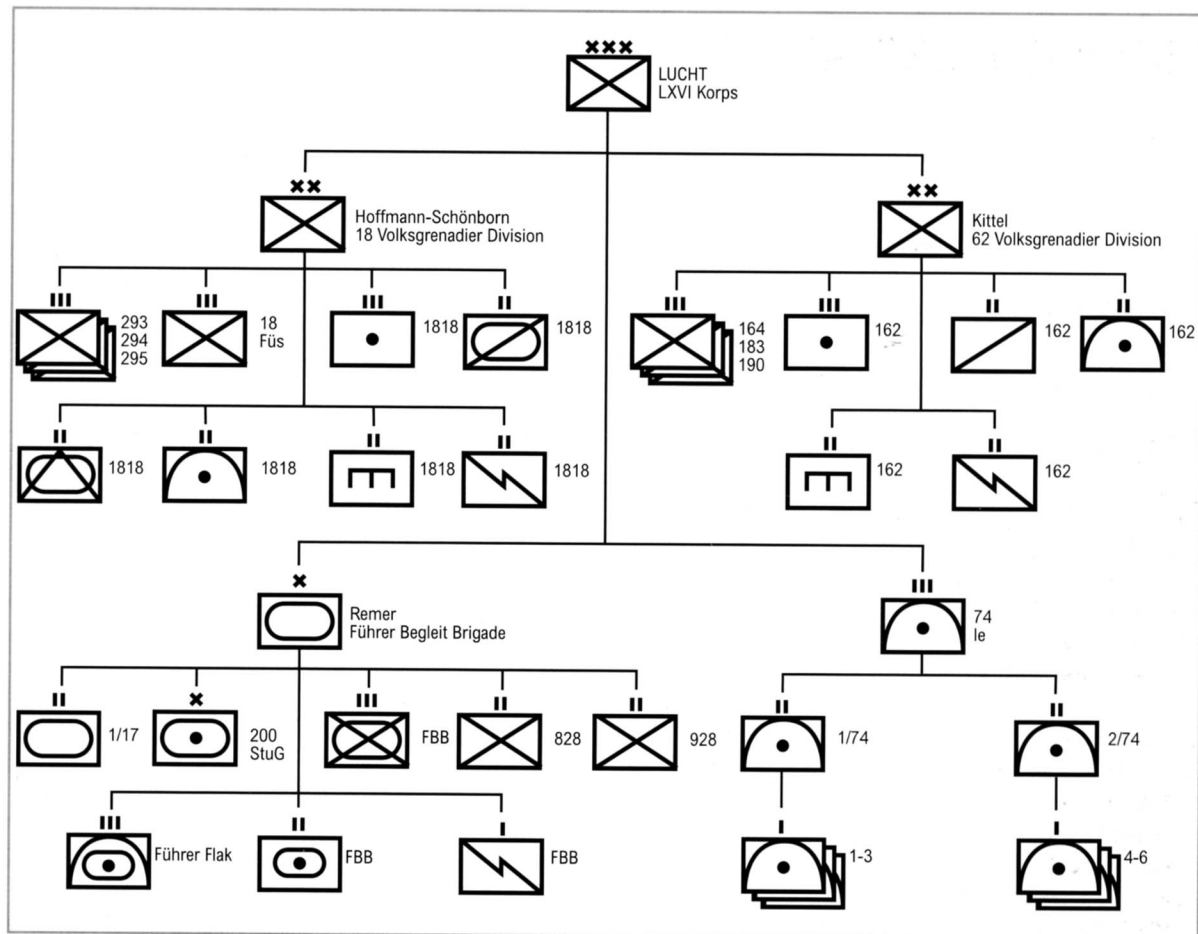 LUCHT
LXVI Korps
Hoffmann-Schönborn
18 Volksgrenadier Division
Kittel
62 Volksgrenadier Division
293
294
295
18
Füs
1818
1818
164
183
190
162
162
162
1818
1818
1818
1818
162
162
Remer
Führer Begleit Brigade
74
le
1/17
200
StuG
FBB
828
928
1/74
2/74
Führer Flak
FBB
FBB
1-3
4-6